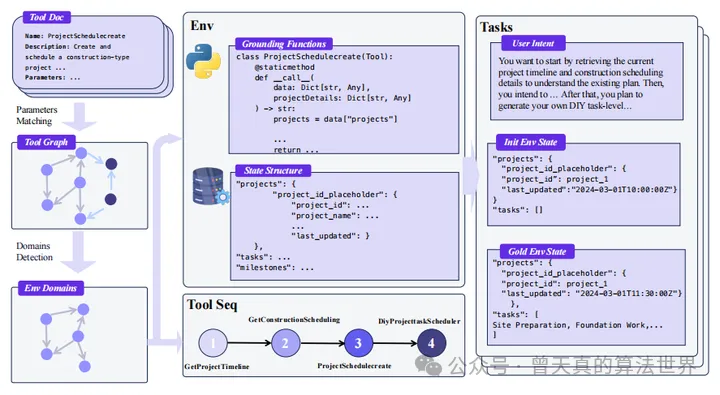 Tool Doc
Name: ProjectSchedulecreate
Description: Create and
schedule a construction-type
project ...
Parameters: ...
Parameters
Matching
Tool Graph
Domains
Detection
Env Domains
Env
Grounding Functions
class ProjectSchedulecreate(Tool):
@staticmethod
def __call__(
data: Dict[str, Any],
projectDetails: Dict[str, Any]
) -> str:
projects = data["projects"]
...
return ...
State Structure
"projects": {
"project_id_placeholder": {
"project_id": ...
"project_name": ...
...
"last_updated": }
},
"tasks": ...
"milestones": ...
Tool Seq
GetConstructionScheduling
DiyProjecttaskScheduler
1
2
3
4
GetProjectTimeline
ProjectSchedulecreate
Tasks
User Intent
You want to start by retrieving the current
project timeline and construction scheduling
details to understand the existing plan. Then,
you intend to ... After that, you plan to
generate your own DIY task-level...
Init Env State
"projects": {
"project_id_placeholder": {
"project_id": project_1
"last_updated":"2024-03-01T10:00:00Z"}
}
"tasks": []
Gold Env State
"projects": {
"project_id_placeholder": {
"project_id": project_1
"last_updated": "2024-03-01T11:30:00Z"}
},
"tasks": [
Site Preparation, Foundation Work,...
]
公众号·曾天真的算法世界